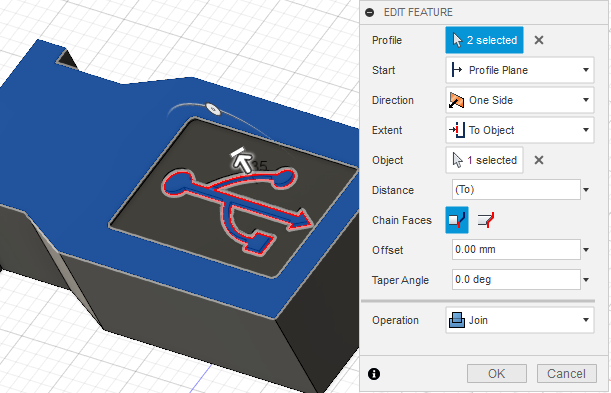 EDIT FEATURE
Profile 2 selected
Start Profile Plane
Direction One Side
Extent To Object
Object 1 selected
Distance (To)
Chain Faces
Offset 0.00 mm
Taper Angle 0.0 deg
Operation Join
OK Cancel